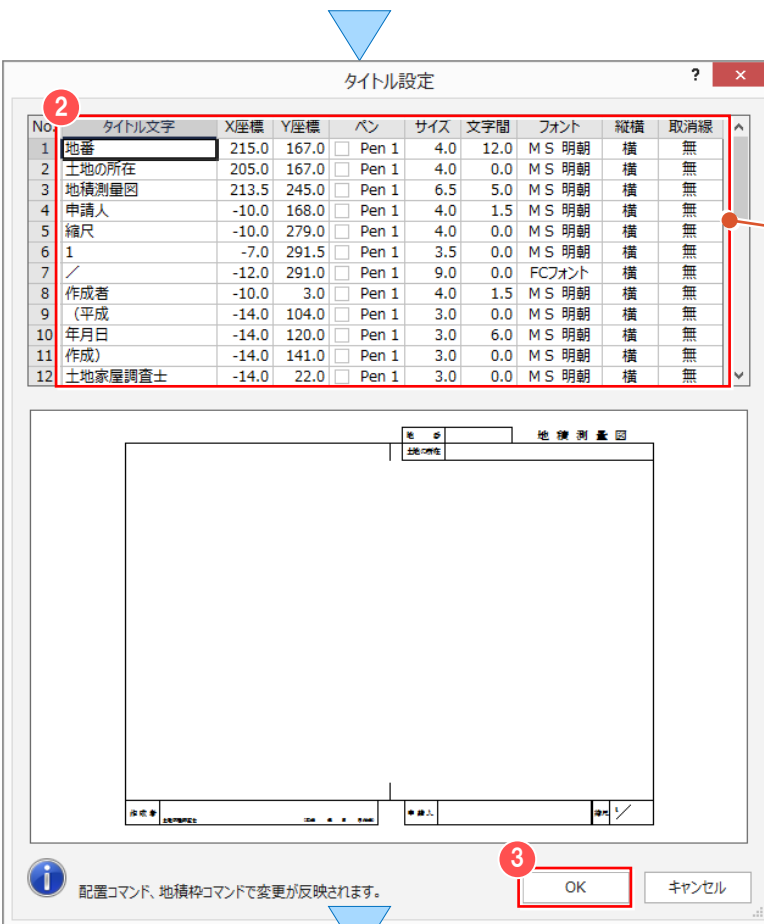 タイトル設定
?
×
2
No. タイトル文字 X座標 Y座標 ペン サイズ 文字間 フォント 縦横 取消線
1 地番 215.0 167.0 Pen 1 4.0 12.0 ＭＳ 明朝 横 無
2 土地の所在 205.0 167.0 Pen 1 4.0 0.0 ＭＳ 明朝 横 無
3 地積測量図 213.5 245.0 Pen 1 6.5 5.0 ＭＳ 明朝 横 無
4 申請人 -10.0 168.0 Pen 1 4.0 1.5 ＭＳ 明朝 横 無
5 縮尺 -10.0 279.0 Pen 1 4.0 0.0 ＭＳ 明朝 横 無
6 1 -7.0 291.5 Pen 1 3.5 0.0 ＭＳ 明朝 横 無
7 ／ -12.0 291.0 Pen 1 9.0 0.0 FCフォント 横 無
8 作成者 -10.0 3.0 Pen 1 4.0 1.5 ＭＳ 明朝 横 無
9 （平成 -14.0 104.0 Pen 1 3.0 0.0 ＭＳ 明朝 横 無
10 年月日 -14.0 120.0 Pen 1 3.0 6.0 ＭＳ 明朝 横 無
11 作成） -14.0 141.0 Pen 1 3.0 0.0 ＭＳ 明朝 横 無
12 土地家屋調査士 -14.0 22.0 Pen 1 3.0 0.0 ＭＳ 明朝 横 無
地 番 地積測量図
土地の所在
作成者 土地家屋調査士 申請人 縮尺 1／
3
配置コマンド、地積枠コマンドで変更が反映されます。
OK
キャンセル